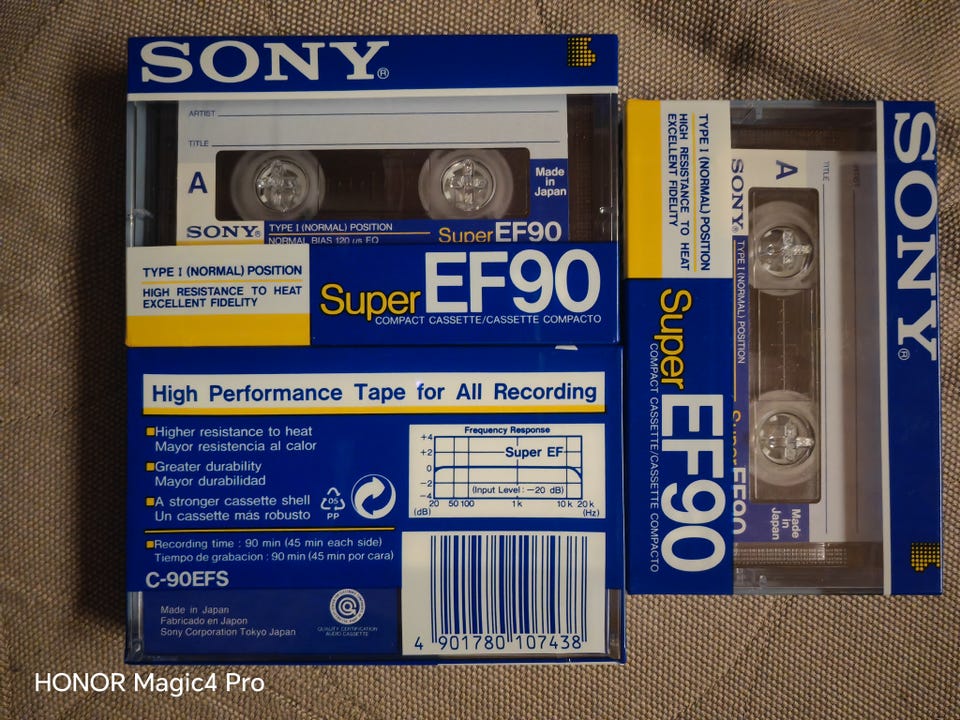 SONY®
ARTIST
TITLE
A
Made
in
Japan
SONY®
TYPE I (NORMAL) POSITION
NORMAL BIAS 120 µs EQ
Super EF90
TYPE I (NORMAL) POSITION
HIGH RESISTANCE TO HEAT
EXCELLENT FIDELITY
Super EF90
COMPACT CASSETTE/CASSETTE COMPACTO
High Performance Tape for All Recording
Higher resistance to heat
Mayor resistencia al calor
Greater durability
Mayor durabilidad
A stronger cassette shell
Un cassette más robusto
05
PP
Frequency Response
+4
+2
0
−2
−4
(dB)
Super EF
(Input Level: −20 dB)
20 50 100 1k 10k 20k
(Hz)
Recording time : 90 min (45 min each side)
Tiempo de grabacion : 90 min (45 min por cara)
C-90EFS
Made in Japan
Fabricado en Japon
Sony Corporation Tokyo Japan
QUALITY CERTIFICATION
AUDIO CASSETTE
4 901780 107438
SONY®
ARTIST
TITLE
A
Made
in
Japan
SONY®
TYPE I (NORMAL) POSITION
Super EF90
TYPE I (NORMAL) POSITION
HIGH RESISTANCE TO HEAT
EXCELLENT FIDELITY
Super EF90
COMPACT CASSETTE/CASSETTE COMPACTO
HONOR Magic4 Pro